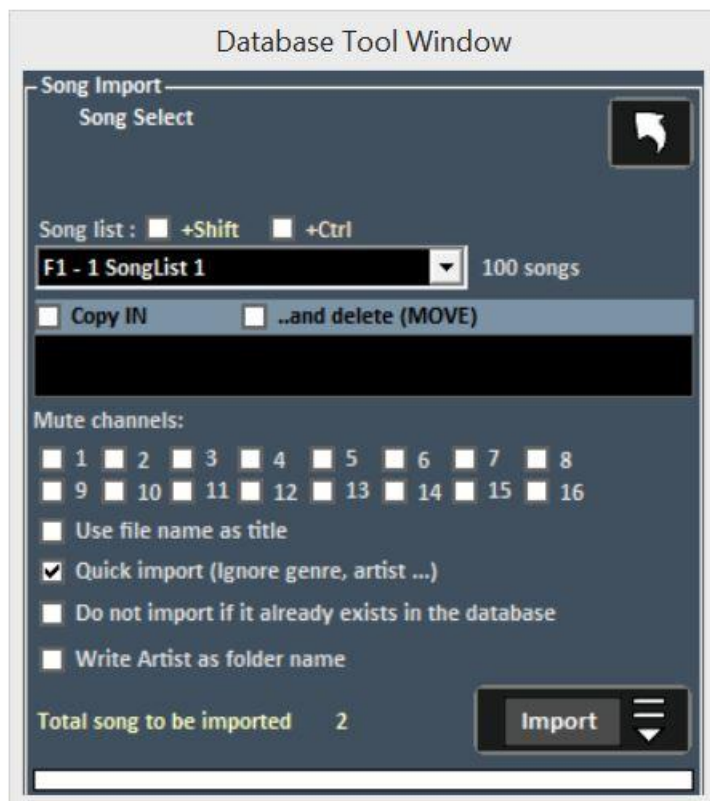 Database Tool Window
Song Import
Song Select
Song list : +Shift +Ctrl
F1 - 1 SongList 1 100 songs
Copy IN ..and delete (MOVE)
Mute channels:
1 2 3 4 5 6 7 8
9 10 11 12 13 14 15 16
Use file name as title
Quick import (Ignore genre, artist ...)
Do not import if it already exists in the database
Write Artist as folder name
Total song to be imported 2 Import